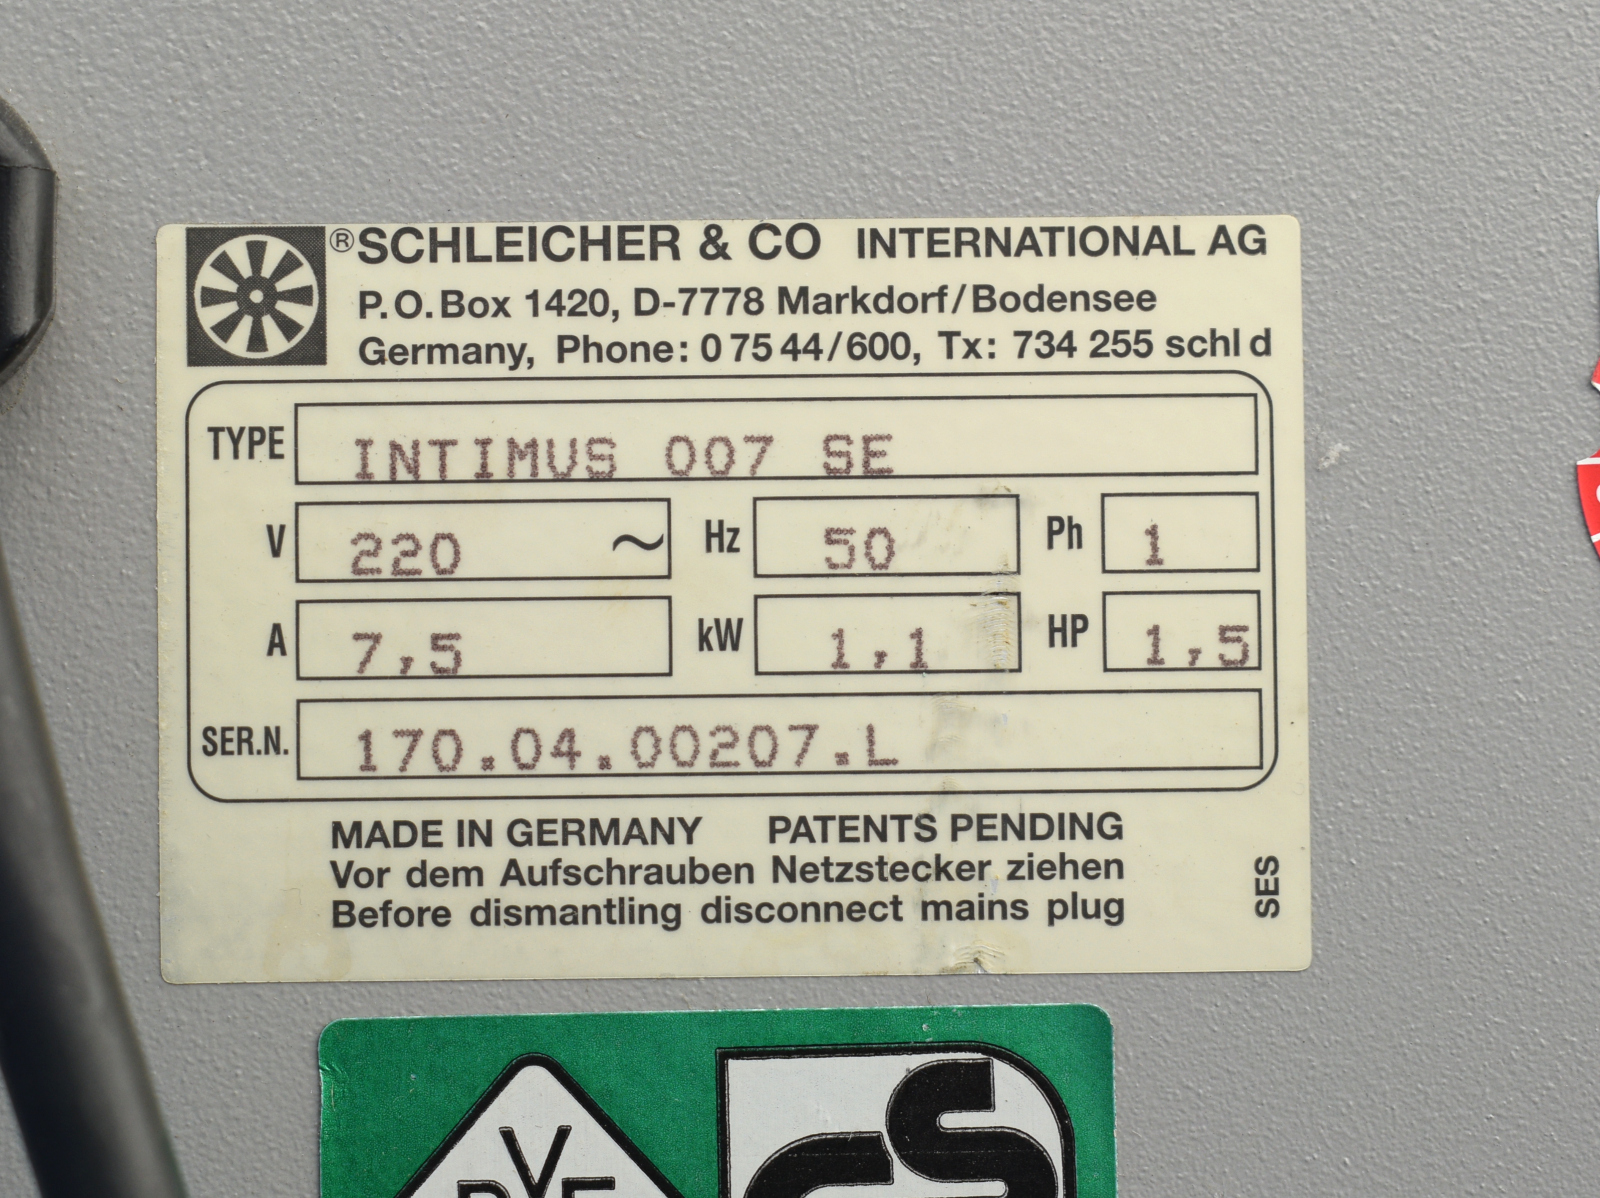 ®SCHLEICHER & CO INTERNATIONAL AG
P.O.Box 1420, D-7778 Markdorf/Bodensee
Germany, Phone: 0 75 44/600, Tx: 734 255 schl d
TYPE INTIMUS 007 SE
V 220 ~ Hz 50 Ph 1
A 7,5 kW 1,1 HP 1,5
SER.N. 170.04.00207.L
MADE IN GERMANY PATENTS PENDING
Vor dem Aufschrauben Netzstecker ziehen
Before dismantling disconnect mains plug
SES
V
DVE